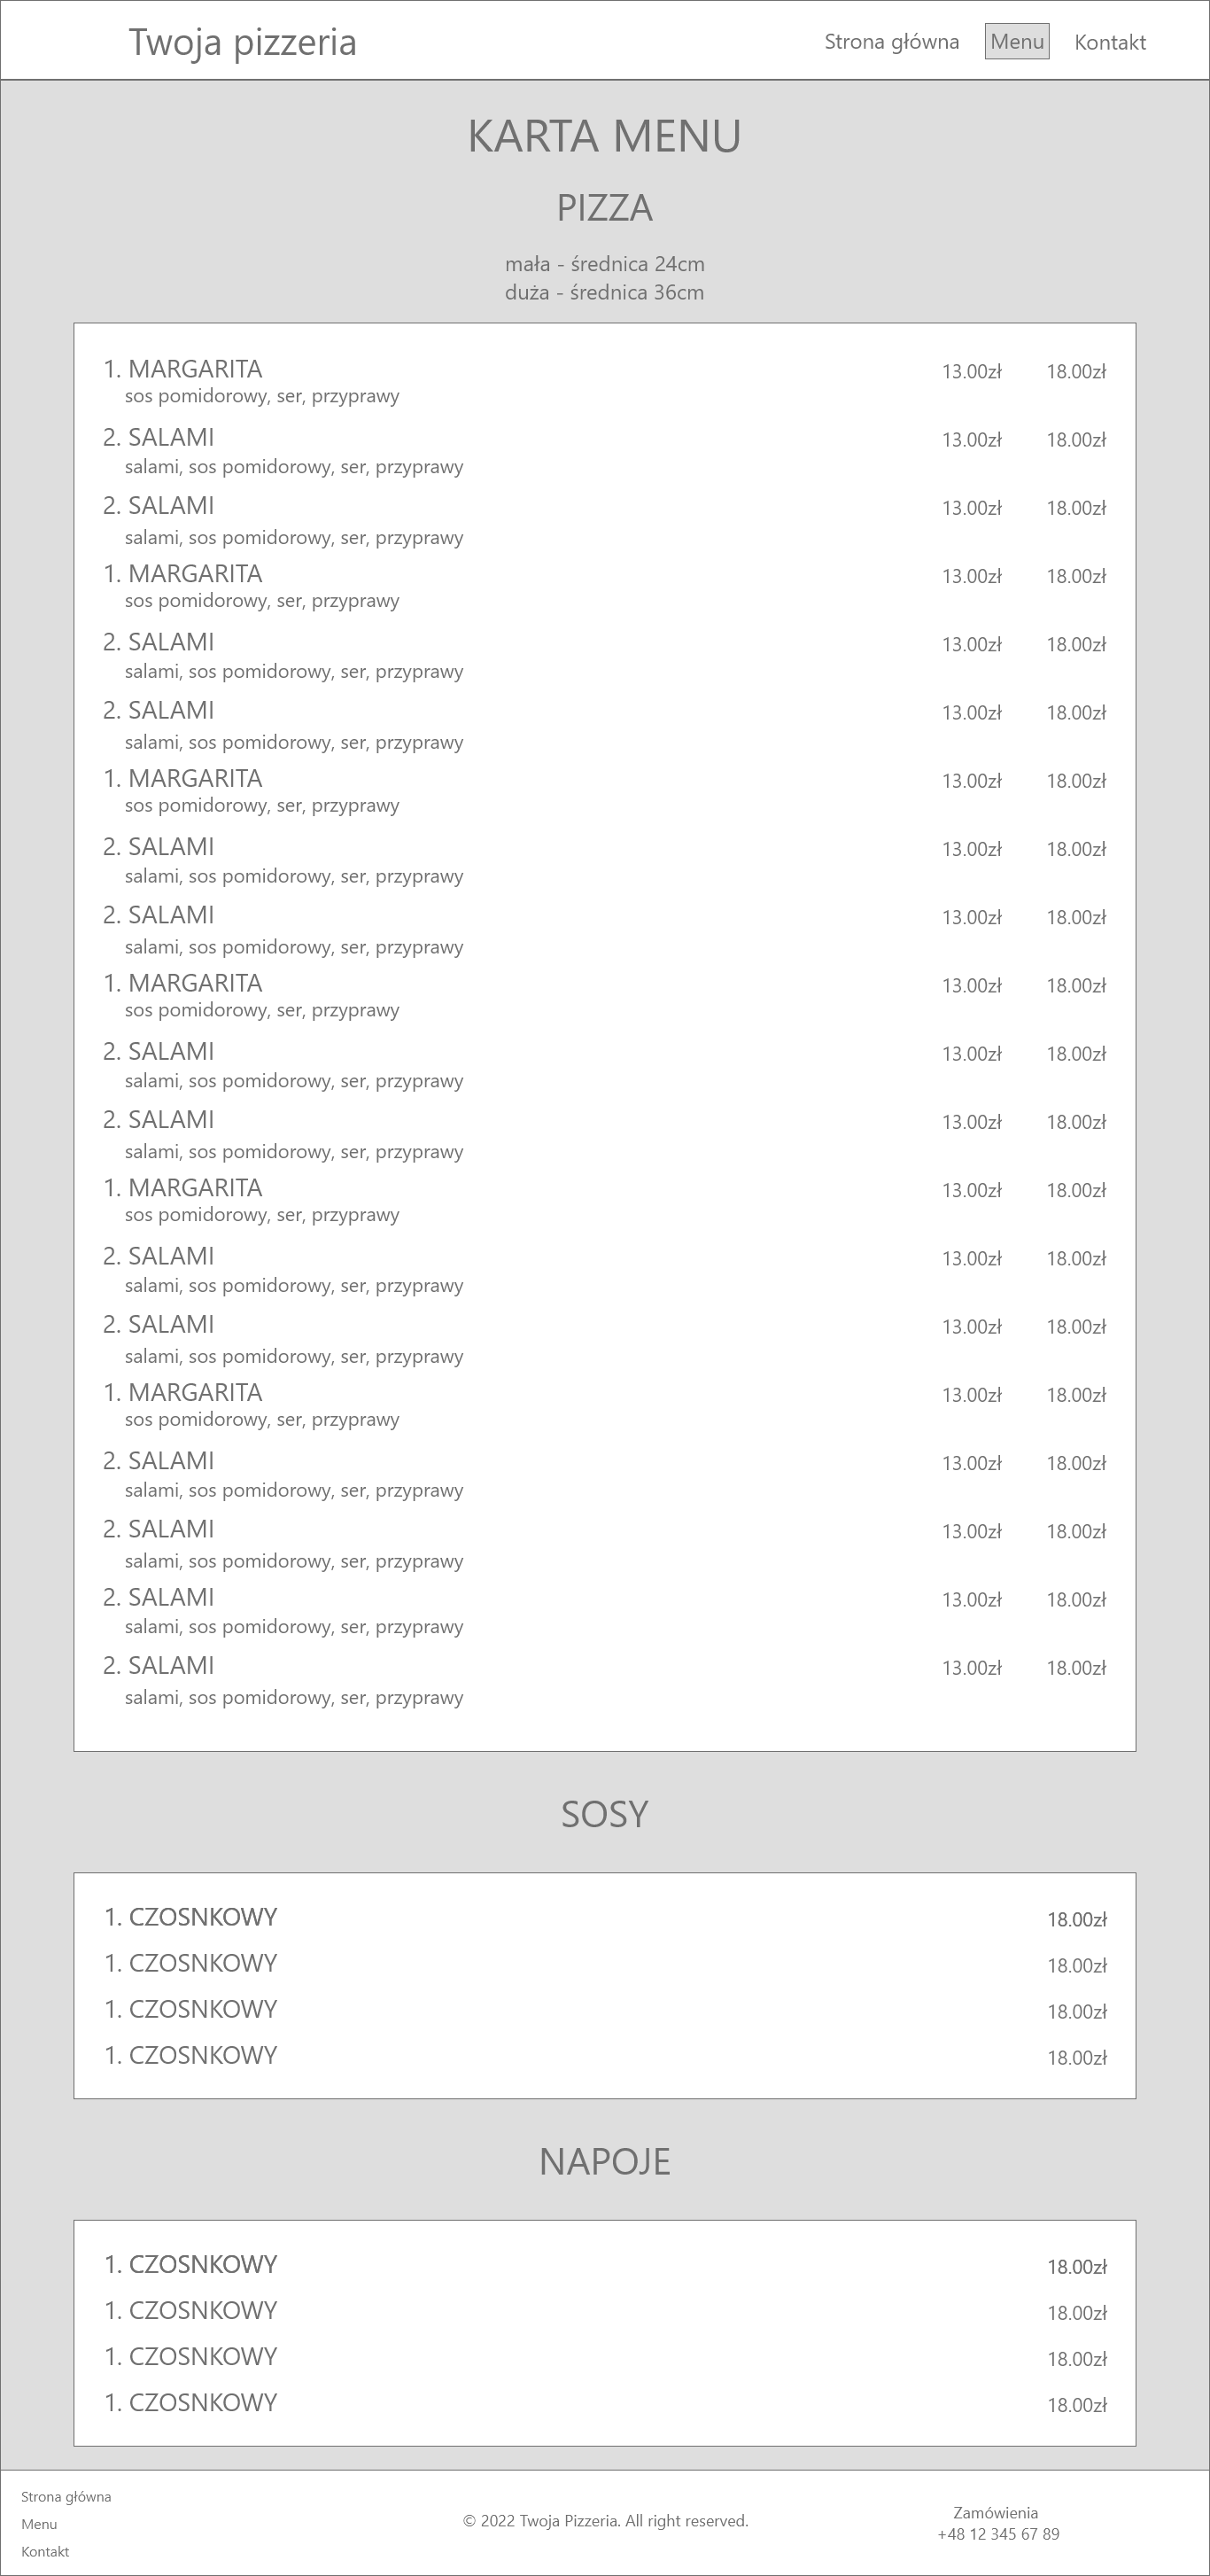 Twoja pizzeria
Strona główna Menu Kontakt
KARTA MENU
PIZZA
mała - średnica 24cm
duża - średnica 36cm
1. MARGARITA 13.00zł 18.00zł
sos pomidorowy, ser, przyprawy
2. SALAMI 13.00zł 18.00zł
salami, sos pomidorowy, ser, przyprawy
2. SALAMI 13.00zł 18.00zł
salami, sos pomidorowy, ser, przyprawy
1. MARGARITA 13.00zł 18.00zł
sos pomidorowy, ser, przyprawy
2. SALAMI 13.00zł 18.00zł
salami, sos pomidorowy, ser, przyprawy
2. SALAMI 13.00zł 18.00zł
salami, sos pomidorowy, ser, przyprawy
1. MARGARITA 13.00zł 18.00zł
sos pomidorowy, ser, przyprawy
2. SALAMI 13.00zł 18.00zł
salami, sos pomidorowy, ser, przyprawy
2. SALAMI 13.00zł 18.00zł
salami, sos pomidorowy, ser, przyprawy
1. MARGARITA 13.00zł 18.00zł
sos pomidorowy, ser, przyprawy
2. SALAMI 13.00zł 18.00zł
salami, sos pomidorowy, ser, przyprawy
2. SALAMI 13.00zł 18.00zł
salami, sos pomidorowy, ser, przyprawy
1. MARGARITA 13.00zł 18.00zł
sos pomidorowy, ser, przyprawy
2. SALAMI 13.00zł 18.00zł
salami, sos pomidorowy, ser, przyprawy
2. SALAMI 13.00zł 18.00zł
salami, sos pomidorowy, ser, przyprawy
1. MARGARITA 13.00zł 18.00zł
sos pomidorowy, ser, przyprawy
2. SALAMI 13.00zł 18.00zł
salami, sos pomidorowy, ser, przyprawy
2. SALAMI 13.00zł 18.00zł
salami, sos pomidorowy, ser, przyprawy
2. SALAMI 13.00zł 18.00zł
salami, sos pomidorowy, ser, przyprawy
2. SALAMI 13.00zł 18.00zł
salami, sos pomidorowy, ser, przyprawy
SOSY
1. CZOSNKOWY 18.00zł
1. CZOSNKOWY 18.00zł
1. CZOSNKOWY 18.00zł
1. CZOSNKOWY 18.00zł
NAPOJE
1. CZOSNKOWY 18.00zł
1. CZOSNKOWY 18.00zł
1. CZOSNKOWY 18.00zł
1. CZOSNKOWY 18.00zł
Strona główna
Menu
Kontakt
© 2022 Twoja Pizzeria. All right reserved.
Zamówienia
+48 12 345 67 89